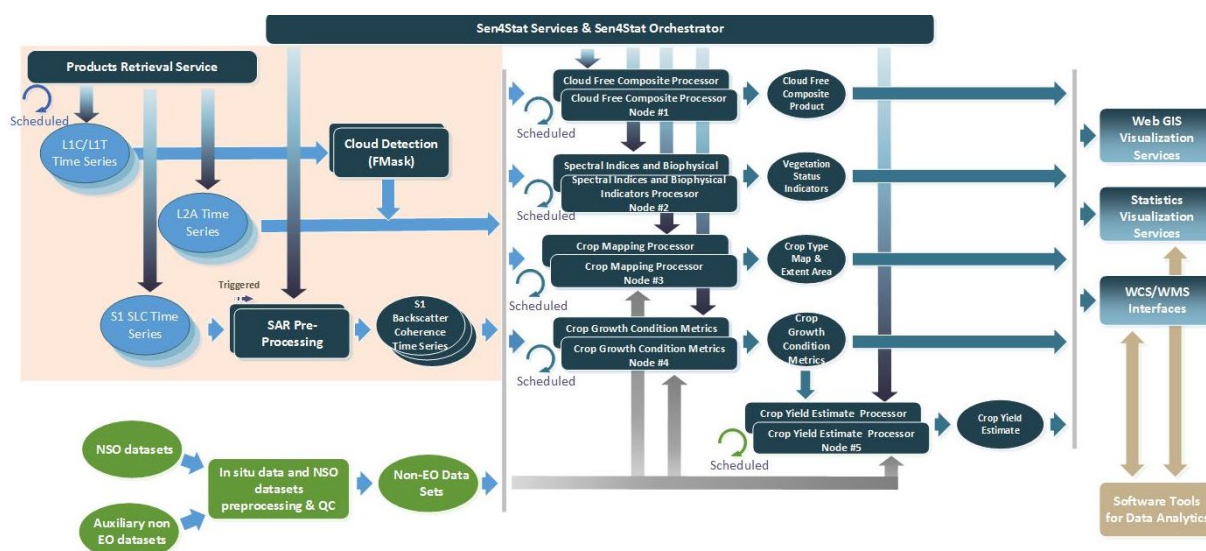 Sen4Stat Services & Sen4Stat Orchestrator
Products Retrieval Service
Scheduled
L1C/L1T
Time Series
Cloud Detection
(FMask)
L2A Time
Series
Triggered
S1 SLC Time
Series
SAR Pre-
Processing
S1
Backscatter
Coherence
Time Series
NSO datasets
Auxiliary non
EO datasets
In situ data and NSO
datasets
preprocessing & QC
Non-EO Data
Sets
Scheduled
Cloud Free Composite Processor
Cloud Free Composite Processor
Node #1
Cloud Free
Composite
Product
Scheduled
Spectral Indices and Biophysical
Spectral Indices and Biophysical
Indicators Processor
Node #2
Vegetation
Status
Indicators
Scheduled
Crop Mapping Processor
Crop Mapping Processor
Node #3
Crop Type
Map &
Extent Area
Scheduled
Crop Growth Condition Metrics
Crop Growth Condition Metrics
Node #4
Crop
Growth
Condition
Metrics
Scheduled
Crop Yield Estimate Processor
Crop Yield Estimate Processor
Node #5
Crop Yield
Estimate
Web GIS
Visualization
Services
Statistics
Visualization
Services
WCS/WMS
Interfaces
Software Tools
for Data Analytics